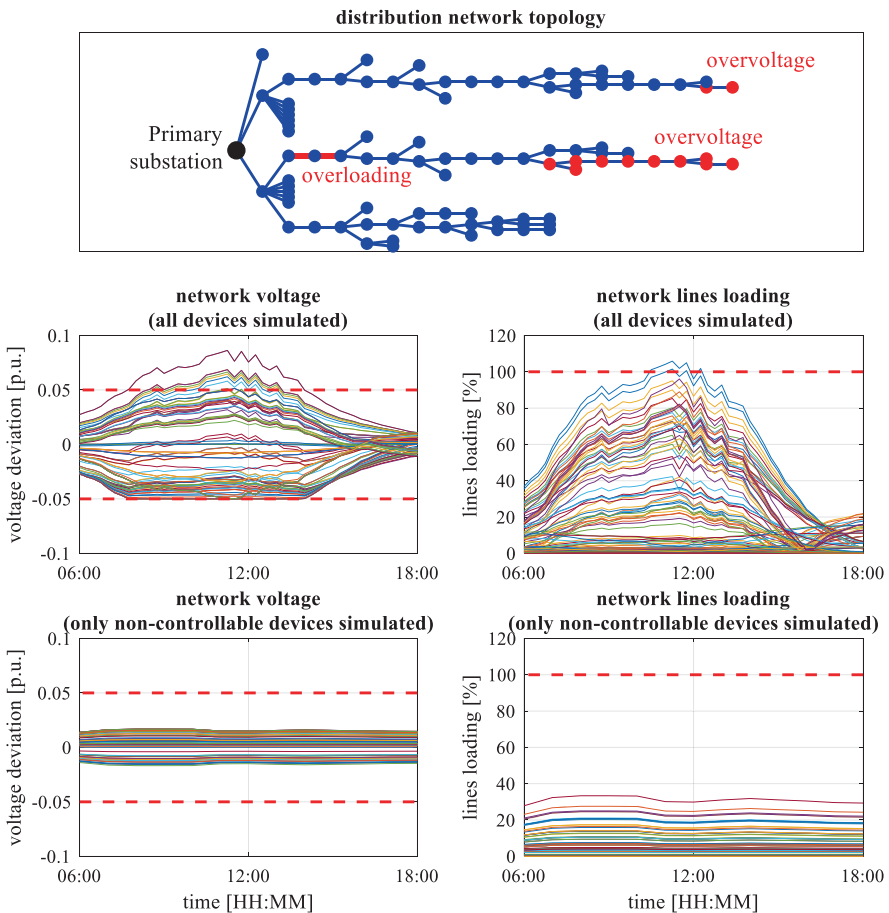 distribution network topology
overvoltage
overvoltage
Primary
substation
overloading
network voltage
(all devices simulated)
voltage deviation [p.u.]
0.1
0.05
0
-0.05
-0.1
06:00
12:00
18:00
network lines loading
(all devices simulated)
lines loading [%]
120
100
80
60
40
20
0
06:00
12:00
18:00
network voltage
(only non-controllable devices simulated)
voltage deviation [p.u.]
0.1
0.05
0
-0.05
-0.1
06:00
12:00
18:00
time [HH:MM]
network lines loading
(only non-controllable devices simulated)
lines loading [%]
120
100
80
60
40
20
0
06:00
12:00
18:00
time [HH:MM]